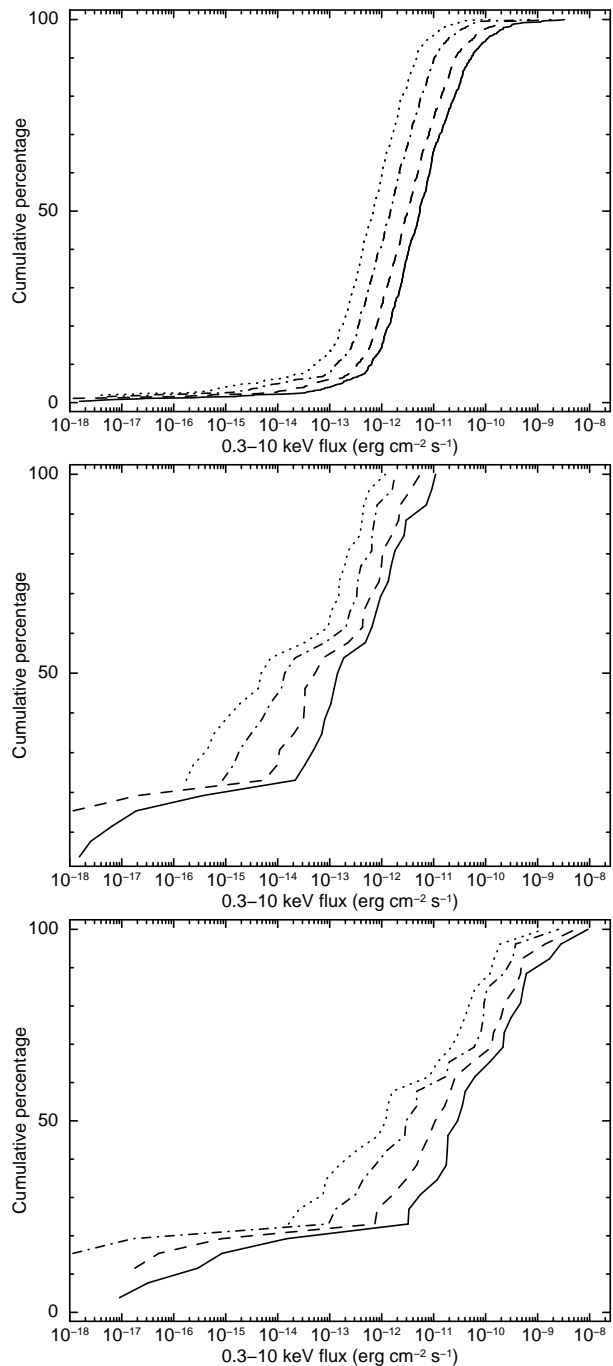 100
50
0
Cumulative percentage
10⁻¹⁸ 10⁻¹⁷ 10⁻¹⁶ 10⁻¹⁵ 10⁻¹⁴ 10⁻¹³ 10⁻¹² 10⁻¹¹ 10⁻¹⁰ 10⁻⁹ 10⁻⁸
0.3–10 keV flux (erg cm⁻² s⁻¹)
100
50
Cumulative percentage
10⁻¹⁸ 10⁻¹⁷ 10⁻¹⁶ 10⁻¹⁵ 10⁻¹⁴ 10⁻¹³ 10⁻¹² 10⁻¹¹ 10⁻¹⁰ 10⁻⁹ 10⁻⁸
0.3–10 keV flux (erg cm⁻² s⁻¹)
100
50
0
Cumulative percentage
10⁻¹⁸ 10⁻¹⁷ 10⁻¹⁶ 10⁻¹⁵ 10⁻¹⁴ 10⁻¹³ 10⁻¹² 10⁻¹¹ 10⁻¹⁰ 10⁻⁹ 10⁻⁸
0.3–10 keV flux (erg cm⁻² s⁻¹)